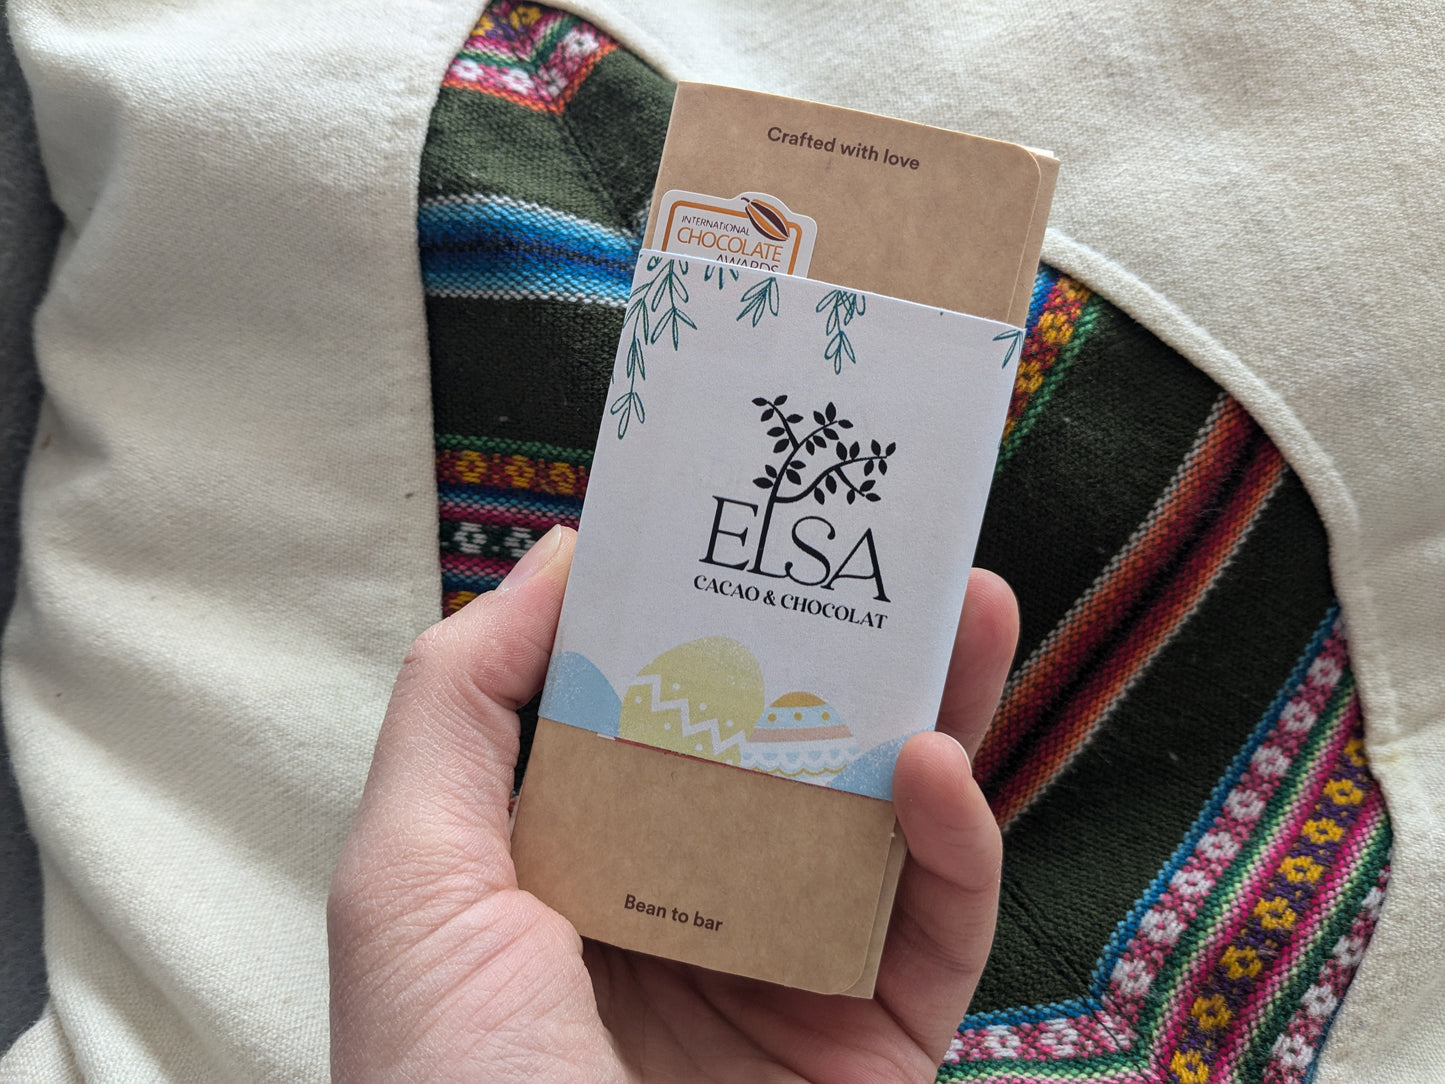 Crafted with love
INTERNATIONAL
CHOCOLATE
AWARDS
ELSA
CACAO & CHOCOLAT
Bean to bar